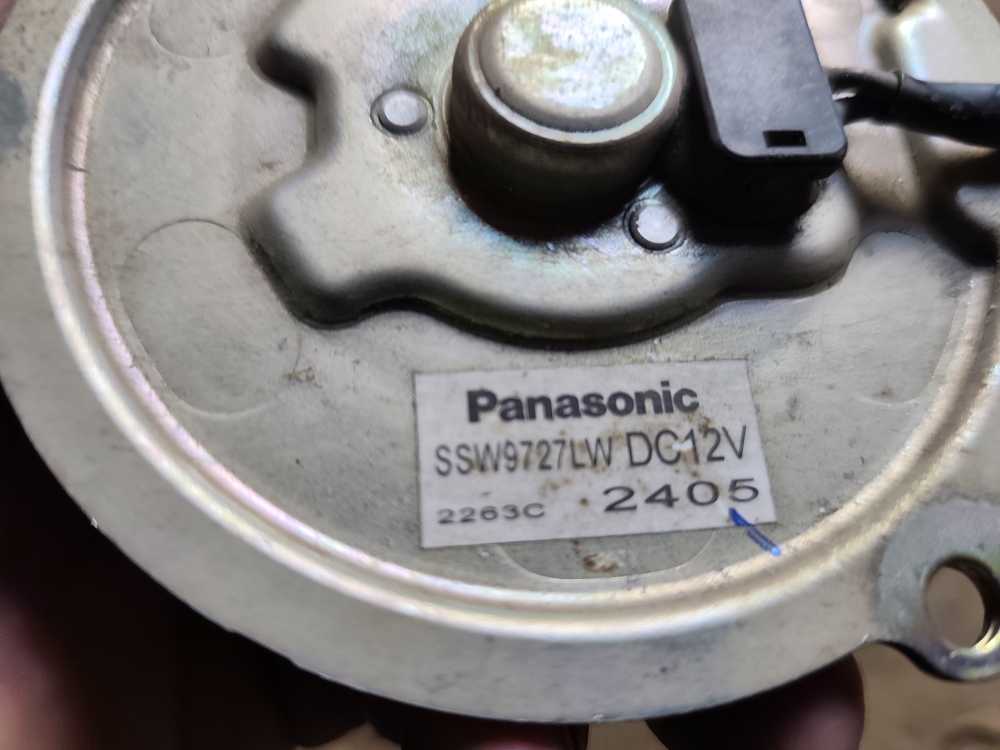 Panasonic
SSW9727LW DC12V
2263C 2405